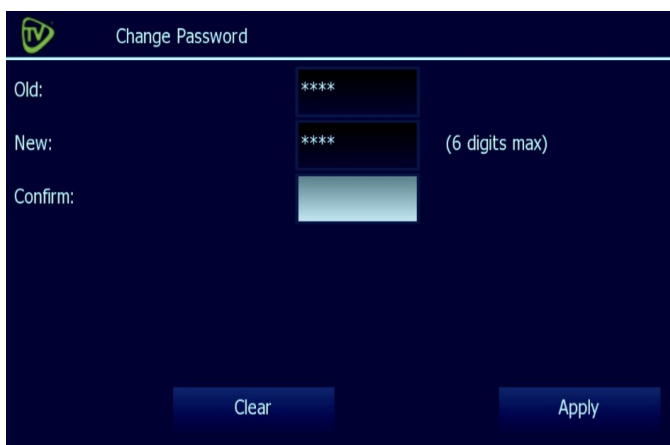 TV
Change Password
Old: ****
New: **** (6 digits max)
Confirm:
Clear Apply